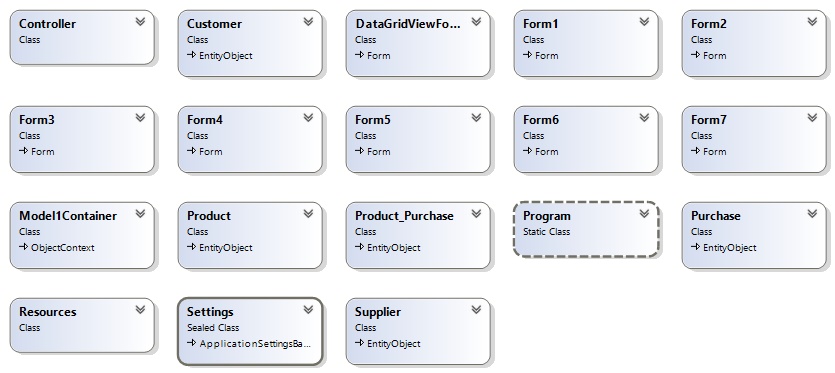 Controller
Class
Customer
Class
EntityObject
DataGridViewFo...
Class
Form
Form1
Class
Form
Form2
Class
Form
Form3
Class
Form
Form4
Class
Form
Form5
Class
Form
Form6
Class
Form
Form7
Class
Form
Model1Container
Class
ObjectContext
Product
Class
EntityObject
Product_Purchase
Class
EntityObject
Program
Static Class
Purchase
Class
EntityObject
Resources
Class
Settings
Sealed Class
ApplicationSettingsBa...
Supplier
Class
EntityObject